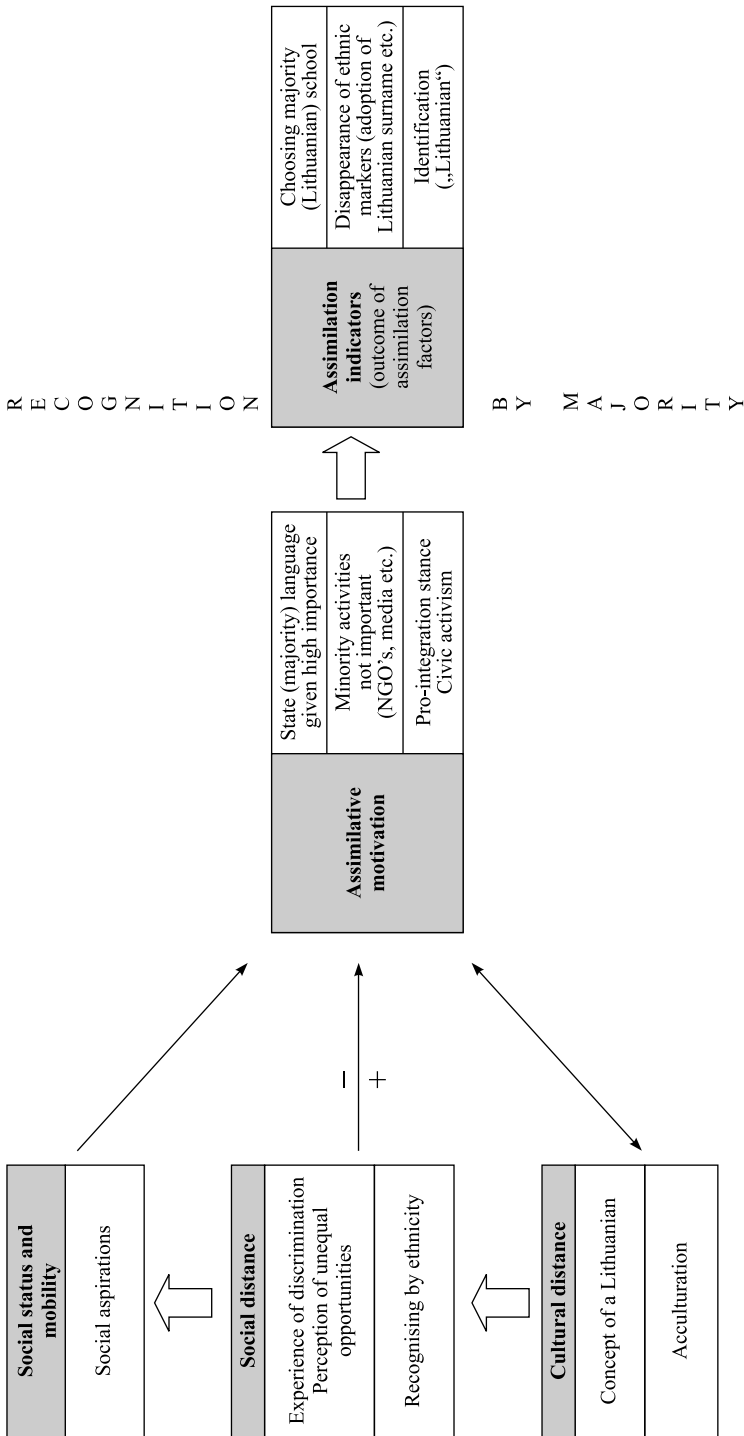 Social status and
mobility
Social aspirations
Social distance
Experience of discrimination
Perception of unequal
opportunities
Recognising by ethnicity
Cultural distance
Concept of a Lithuanian
Acculturation
–
+
Assimilative
motivation
State (majority) language
given high importance
Minority activities
not important
(NGO's, media etc.)
Pro-integration stance
Civic activism
R
E
C
O
G
N
I
T
I
O
N
Assimilation
indicators
(outcome of
assimilation
factors)
Choosing majority
(Lithuanian) school
Disappearance of ethnic
markers (adoption of
Lithuanian surname etc.)
Identification
(„Lithuanian“)
B
Y
M
A
J
O
R
I
T
Y